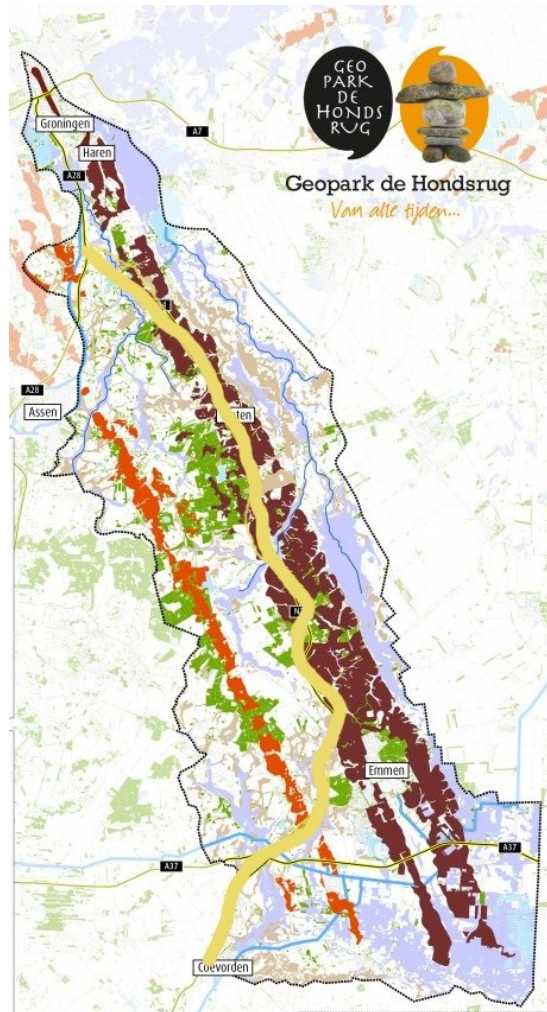 GEO
PARK
DE
HONDS
RUG
Geopark de Hondsrug
Van alle tijden...
Groningen
A7
Haren
A28
A28
Assen
Emmen
A37
A37
Coevorden